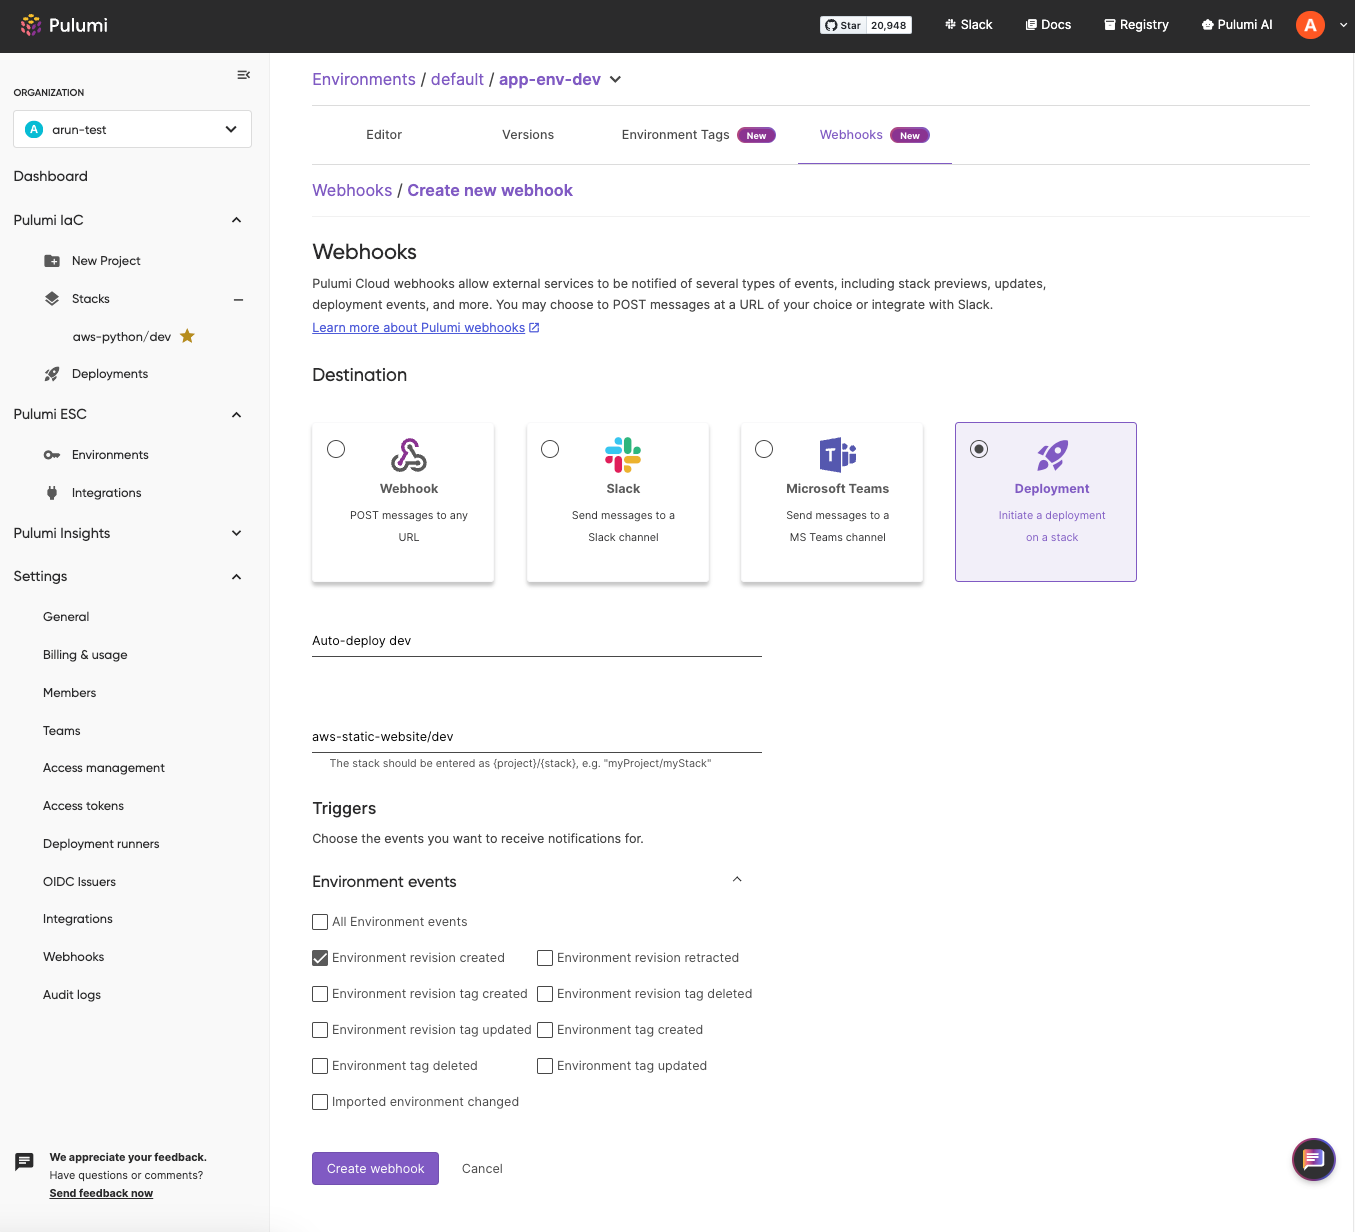 Pulumi
Star 20,948
Slack
Docs
Registry
Pulumi AI
A
ORGANIZATION
A arun-test
Dashboard
Pulumi IaC
New Project
Stacks
aws-python/dev
Deployments
Pulumi ESC
Environments
Integrations
Pulumi Insights
Settings
General
Billing & usage
Members
Teams
Access management
Access tokens
Deployment runners
OIDC Issuers
Integrations
Webhooks
Audit logs
We appreciate your feedback.
Have questions or comments?
Send feedback now
Environments / default / app-env-dev
Editor
Versions
Environment Tags New
Webhooks New
Webhooks / Create new webhook
Webhooks
Pulumi Cloud webhooks allow external services to be notified of several types of events, including stack previews, updates,
deployment events, and more. You may choose to POST messages at a URL of your choice or integrate with Slack.
Learn more about Pulumi webhooks
Destination
Webhook
POST messages to any
URL
Slack
Send messages to a
Slack channel
T
Microsoft Teams
Send messages to a
MS Teams channel
Deployment
Initiate a deployment
on a stack
Auto-deploy dev
aws-static-website/dev
The stack should be entered as {project}/{stack}, e.g. "myProject/myStack"
Triggers
Choose the events you want to receive notifications for.
Environment events
All Environment events
Environment revision created
Environment revision retracted
Environment revision tag created
Environment revision tag deleted
Environment revision tag updated
Environment tag created
Environment tag deleted
Environment tag updated
Imported environment changed
Create webhook
Cancel